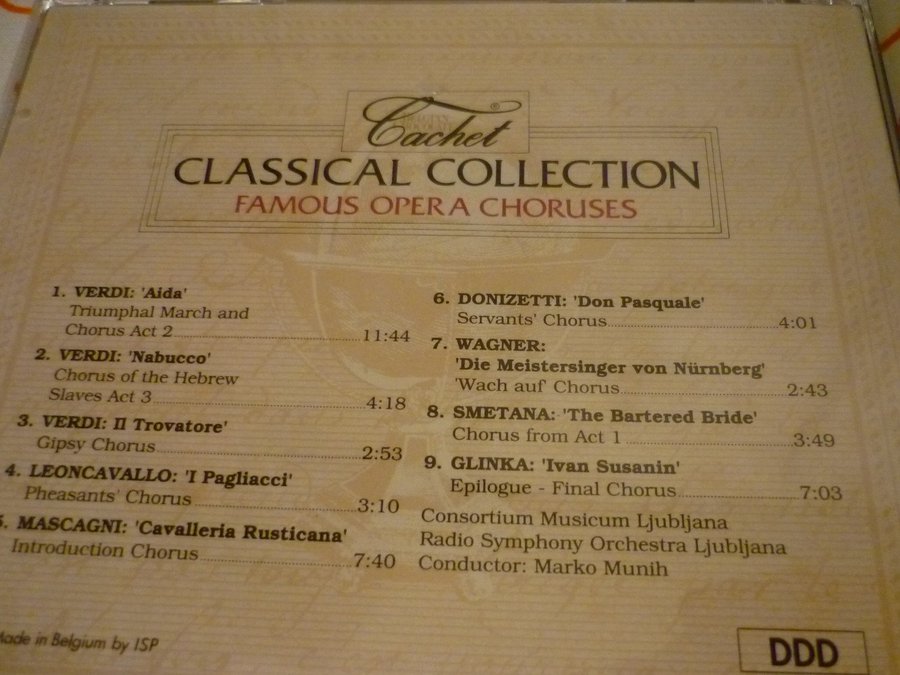 Cachet®
CLASSICAL COLLECTION
FAMOUS OPERA CHORUSES
1. VERDI: 'Aida'
Triumphal March and
Chorus Act 2 11:44
2. VERDI: 'Nabucco'
Chorus of the Hebrew
Slaves Act 3 4:18
3. VERDI: Il Trovatore'
Gipsy Chorus 2:53
4. LEONCAVALLO: 'I Pagliacci'
Pheasants' Chorus 3:10
5. MASCAGNI: 'Cavalleria Rusticana'
Introduction Chorus 7:40
6. DONIZETTI: 'Don Pasquale'
Servants' Chorus 4:01
7. WAGNER:
'Die Meistersinger von Nürnberg'
'Wach auf' Chorus 2:43
8. SMETANA: 'The Bartered Bride'
Chorus from Act 1 3:49
9. GLINKA: 'Ivan Susanin'
Epilogue - Final Chorus 7:03
Consortium Musicum Ljubljana
Radio Symphony Orchestra Ljubljana
Conductor: Marko Munih
Made in Belgium by ISP
DDD